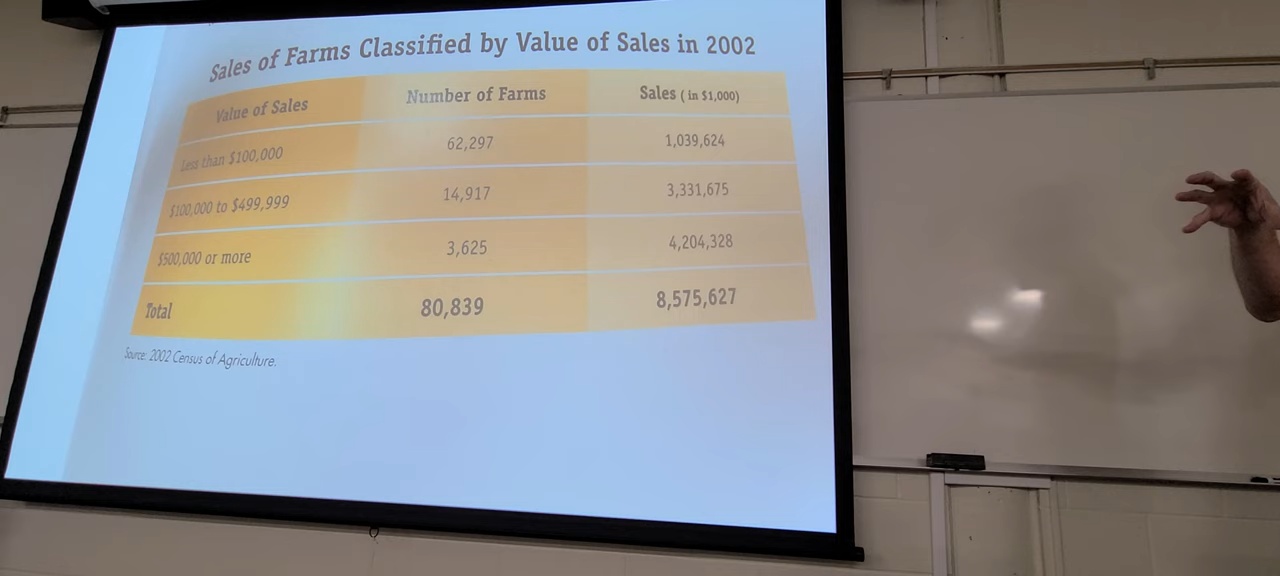 Sales of Farms Classified by Value of Sales in 2002
Value of Sales Number of Farms Sales ( in $1,000)
Less than $100,000 62,297 1,039,624
$100,000 to $499,999 14,917 3,331,675
$500,000 or more 3,625 4,204,328
Total 80,839 8,575,627
Source: 2002 Census of Agriculture.